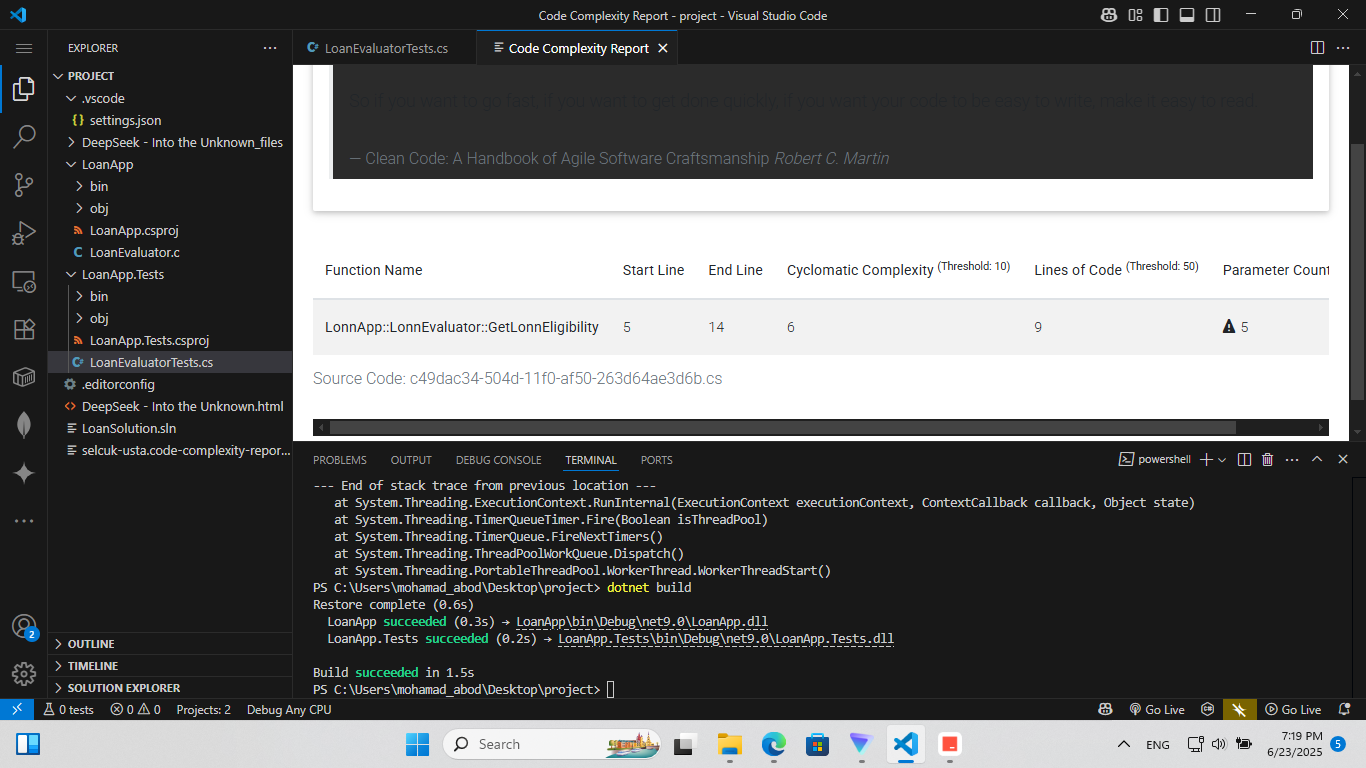 Code Complexity Report - project - Visual Studio Code
EXPLORER
PROJECT
.vscode
settings.json
DeepSeek - Into the Unknown_files
LoanApp
bin
obj
LoanApp.csproj
LoanEvaluator.c
LoanApp.Tests
bin
obj
LoanApp.Tests.csproj
LoanEvaluatorTests.cs
.editorconfig
DeepSeek - Into the Unknown.html
LoanSolution.sln
selcuk-usta.code-complexity-repor...
OUTLINE
TIMELINE
SOLUTION EXPLORER
2
LoanEvaluatorTests.cs
Code Complexity Report
So if you want to go fast, if you want to get done quickly, if you want your code to be easy to write, make it easy to read.
— Clean Code: A Handbook of Agile Software Craftsmanship Robert C. Martin
Function Name Start Line End Line Cyclomatic Complexity (Threshold: 10) Lines of Code (Threshold: 50) Parameter Count
LonnApp::LonnEvaluator::GetLonnEligibility 5 14 6 9 5
Source Code: c49dac34-504d-11f0-af50-263d64ae3d6b.cs
PROBLEMS OUTPUT DEBUG CONSOLE TERMINAL PORTS
powershell
--- End of stack trace from previous location ---
at System.Threading.ExecutionContext.RunInternal(ExecutionContext executionContext, ContextCallback callback, Object state)
at System.Threading.TimerQueueTimer.Fire(Boolean isThreadPool)
at System.Threading.TimerQueue.FireNextTimers()
at System.Threading.ThreadPoolWorkQueue.Dispatch()
at System.Threading.PortableThreadPool.WorkerThread.WorkerThreadStart()
PS C:\Users\mohamad_abod\Desktop\project> dotnet build
Restore complete (0.6s)
LoanApp succeeded (0.3s) → LoanApp\bin\Debug\net9.0\LoanApp.dll
LoanApp.Tests succeeded (0.2s) → LoanApp.Tests\bin\Debug\net9.0\LoanApp.Tests.dll
Build succeeded in 1.5s
PS C:\Users\mohamad_abod\Desktop\project>
0 tests 0 0 Projects: 2 Debug Any CPU Go Live Go Live
Search
ENG
7:19 PM
6/23/2025
5